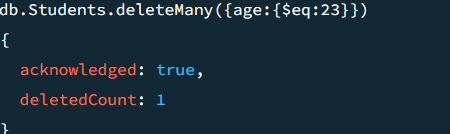 db.Students.deleteMany({age:{$eq:23}})
{
acknowledged: true,
deletedCount: 1
}